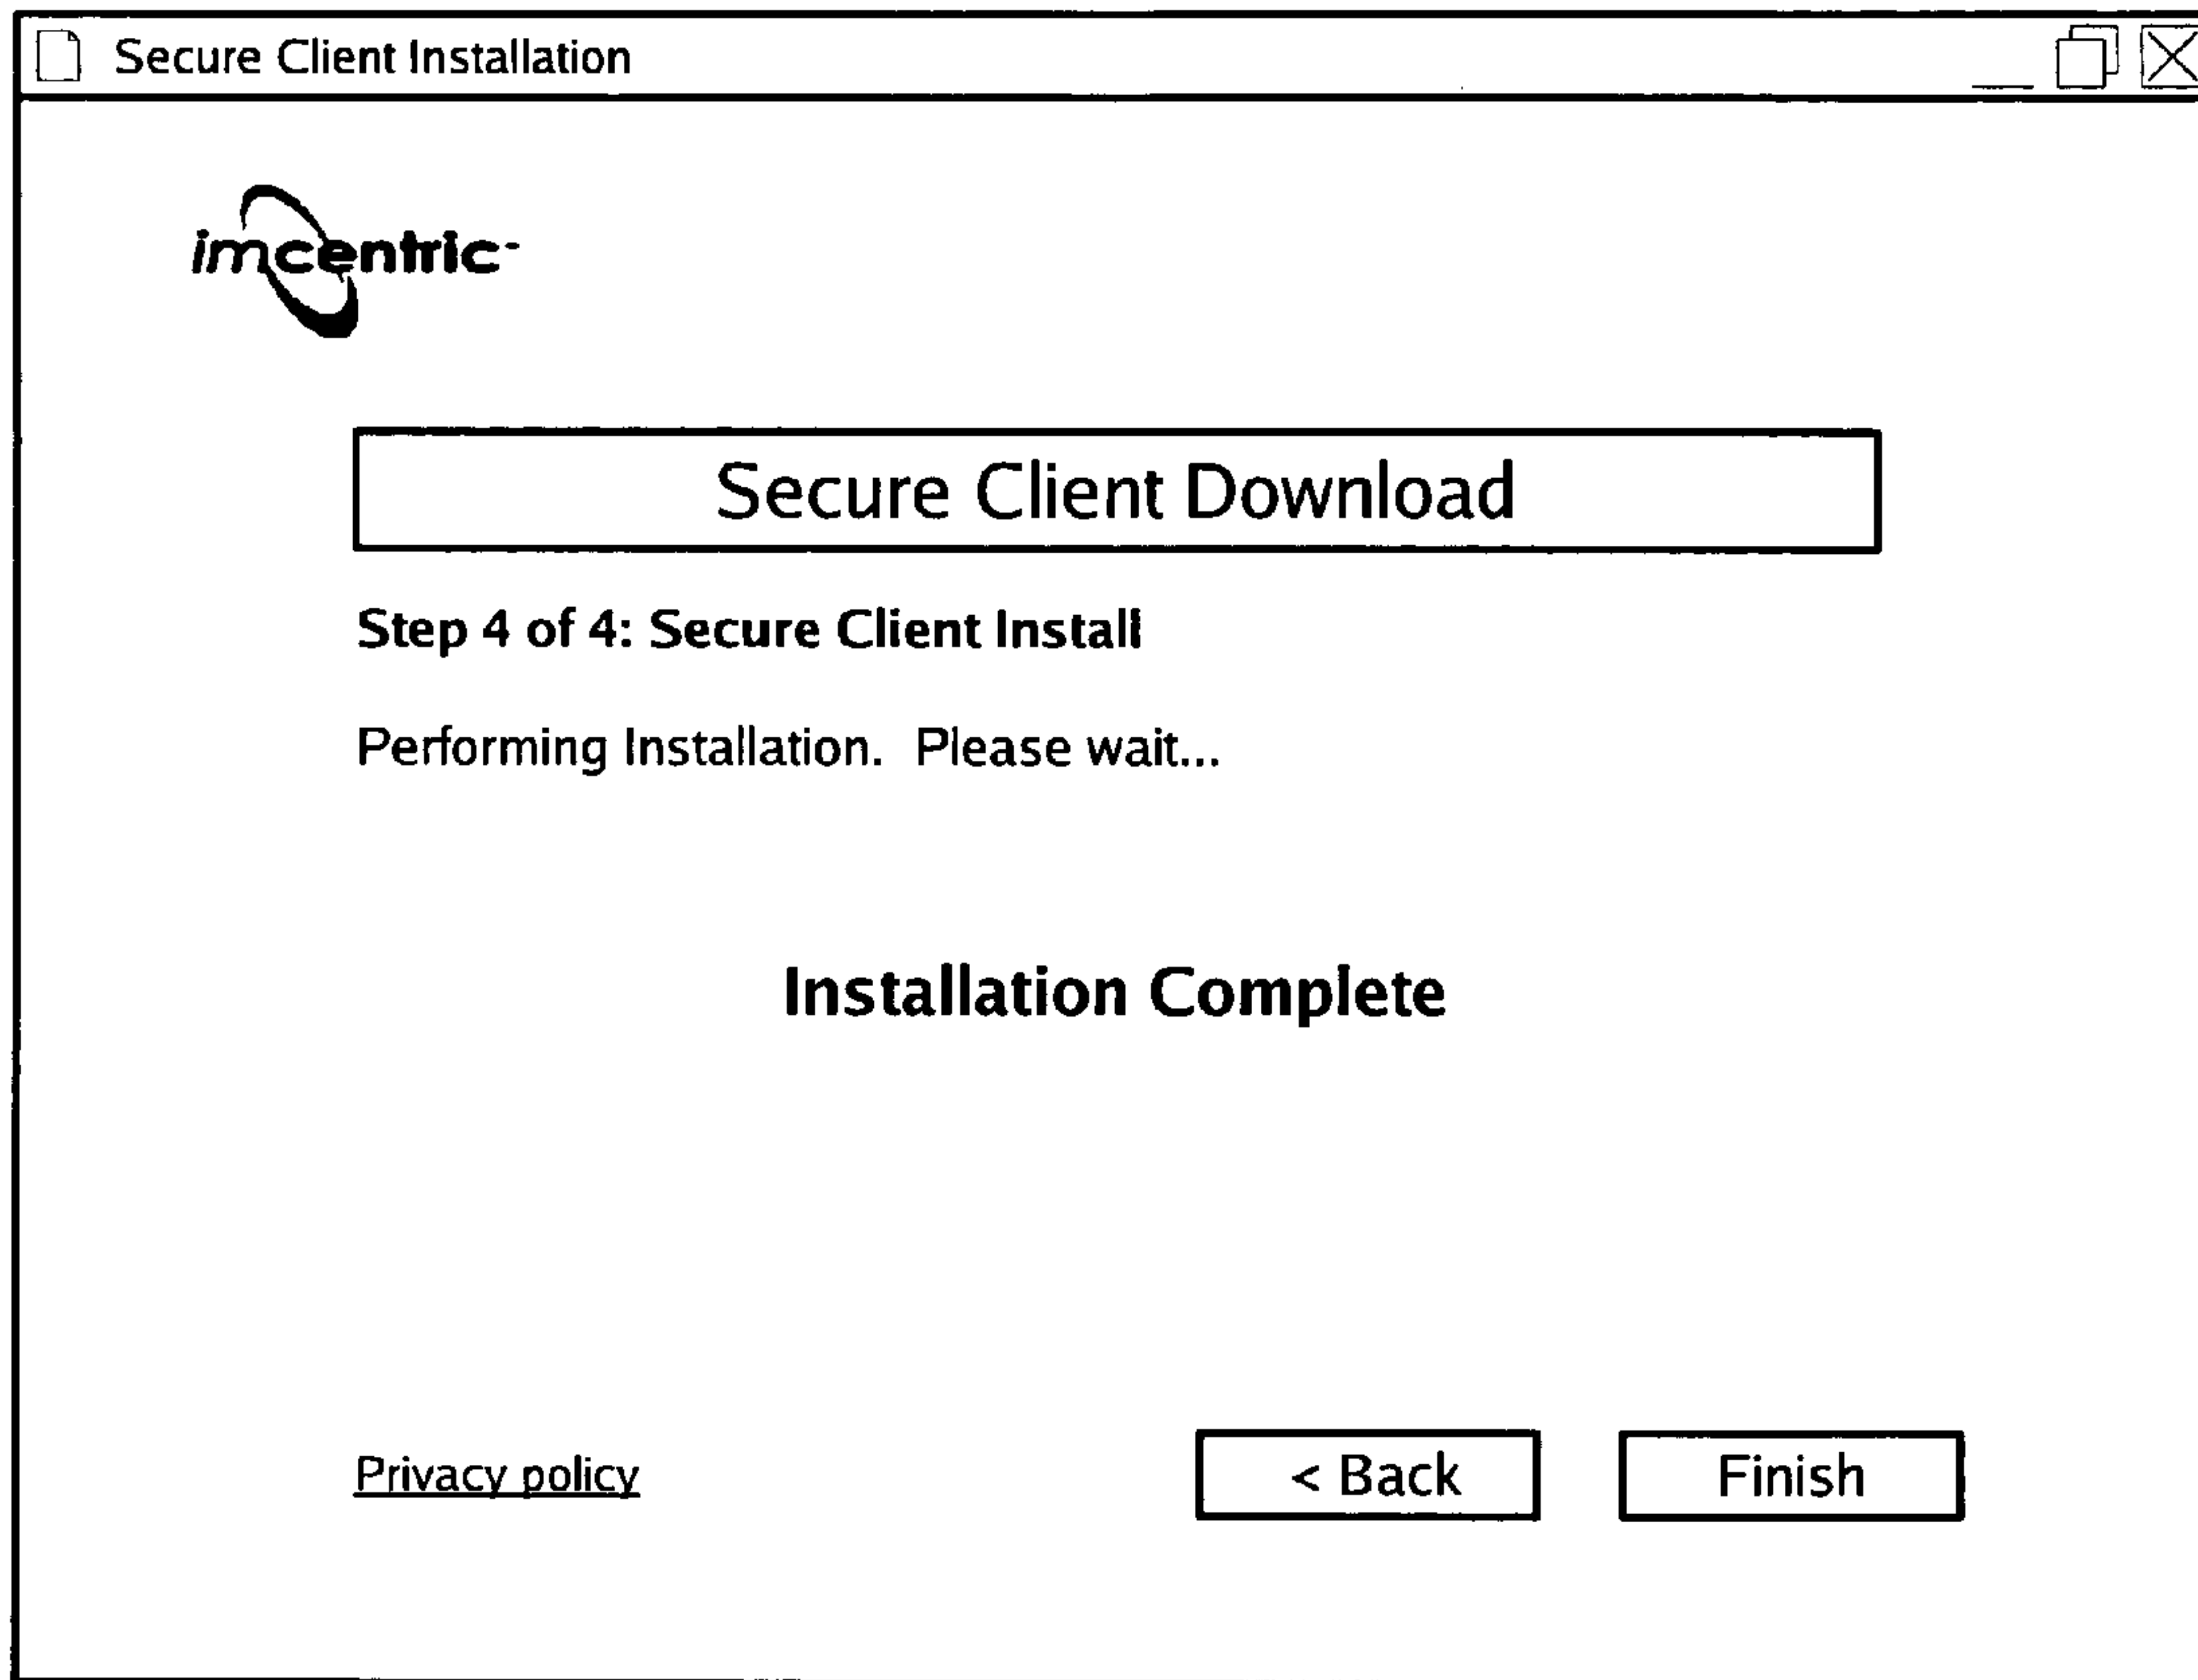 Secure Client Installation
imcentric
Secure Client Download
Step 4 of 4: Secure Client Install
Performing Installation.  Please wait...
Installation Complete
Privacy policy
< Back
Finish